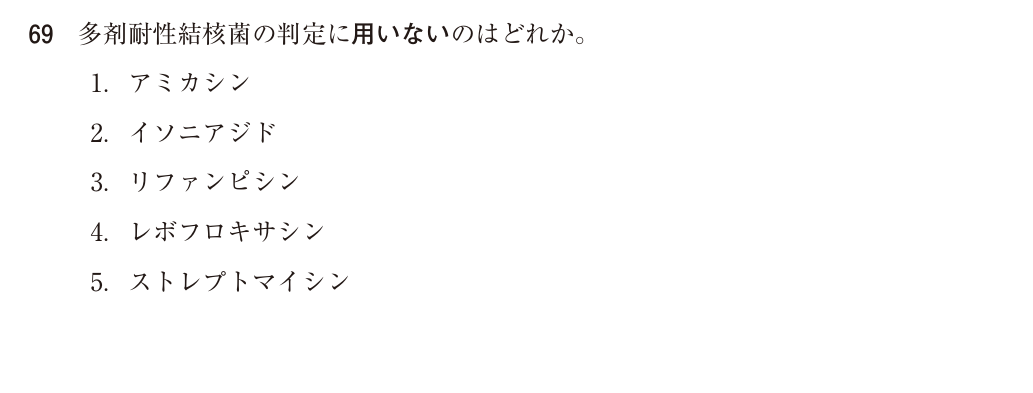 69 多剤耐性結核菌の判定に用いないのはどれか。
1. アミカシン
2. イソニアジド
3. リファンピシン
4. レボフロキサシン
5. ストレプトマイシン